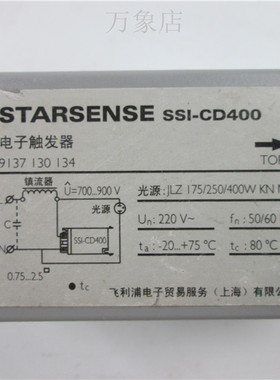 万象店
STARSENSE SSI-CD400
电子触发器
9137 130 134
TOP
镇流器
Û=700...900 V
光源
光源: JLZ 175/250/400W KN
L
C
N
SSI-CD400
0.75...2.5
Un: 220 V~
fn: 50/60
ta: -20...+75 °C
tc: 80 °C
tc
飞利浦电子贸易服务（上海）有限公